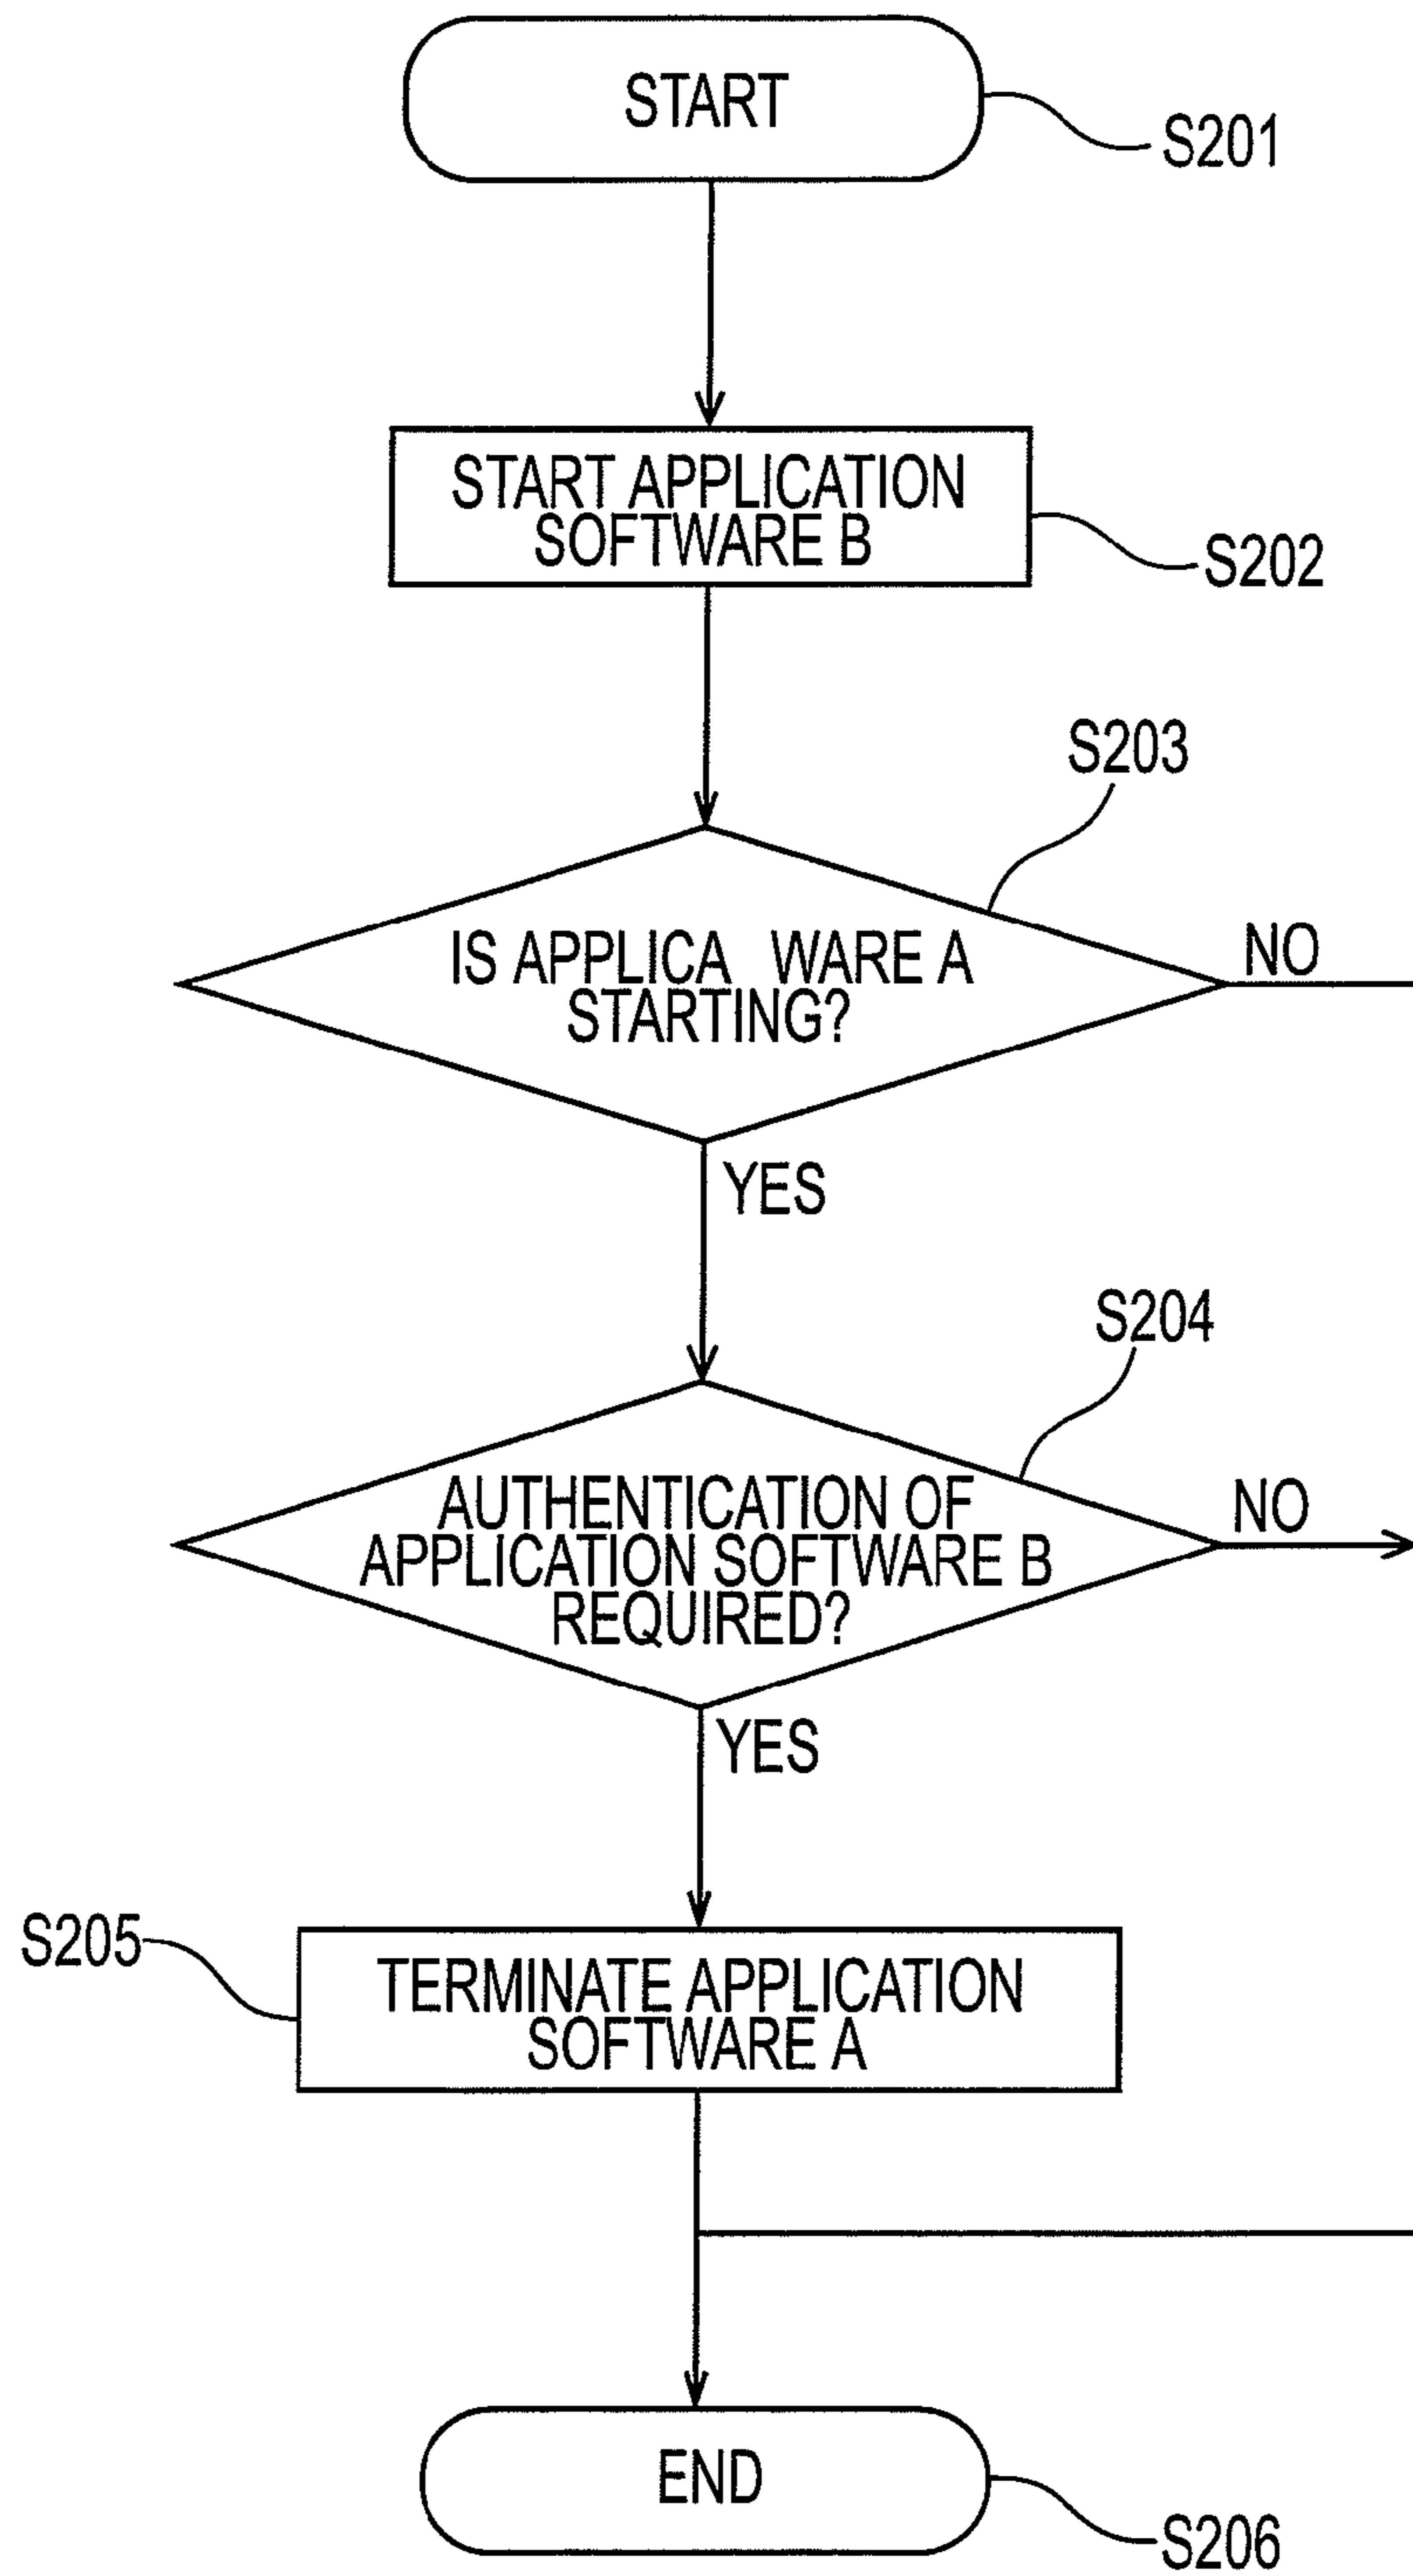 START
S201
START APPLICATION
SOFTWARE B
S202
S203
IS APPLICA WARE A
STARTING?
NO
YES
S204
AUTHENTICATION OF
APPLICATION SOFTWARE B
REQUIRED?
NO
YES
S205
TERMINATE APPLICATION
SOFTWARE A
END
S206